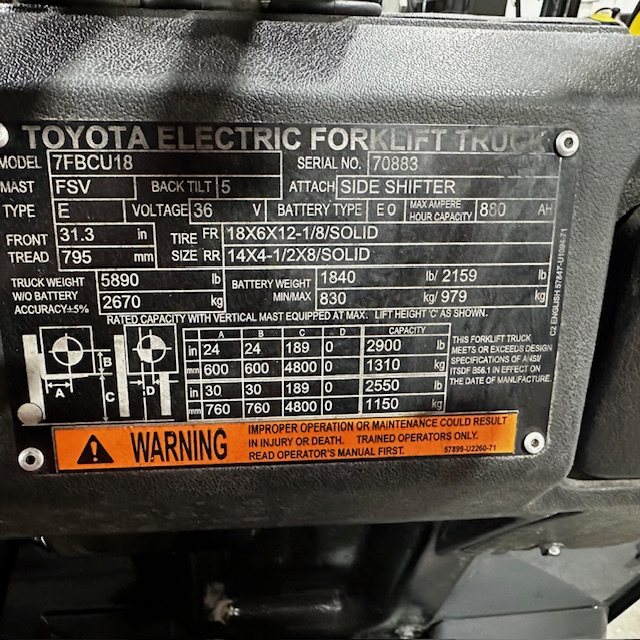 TOYOTA ELECTRIC FORKLIFT TRUCK
MODEL 7FBCU18 SERIAL NO. 70883
MAST FSV BACK TILT 5 ATTACH SIDE SHIFTER
TYPE E VOLTAGE 36 V BATTERY TYPE E O MAX AMPERE HOUR CAPACITY 880 AH
FRONT TREAD 31.3 in TIRE SIZE FR 18X6X12-1/8/SOLID
795 mm RR 14X4-1/2X8/SOLID
TRUCK WEIGHT W/O BATTERY ACCURACY±5% 5890 lb BATTERY WEIGHT MIN/MAX 1840 lb/ 2159
2670 kg 830 kg/ 979
RATED CAPACITY WITH VERTICAL MAST EQUIPPED AT MAX. LIFT HEIGHT 'C' AS SHOWN.
A B C D CAPACITY
in 24 24 189 0 2900 lb
mm 600 600 4800 0 1310 kg
in 30 30 189 0 2550 lb
mm 760 760 4800 0 1150 kg
A B C D
THIS FORKLIFT TRUCK
MEETS OR EXCEEDS DESIGN
SPECIFICATIONS OF ANSI/
ITSDF B56.1 IN EFFECT ON
THE DATE OF MANUFACTURE.
WARNING
IMPROPER OPERATION OR MAINTENANCE COULD RESULT
IN INJURY OR DEATH. TRAINED OPERATORS ONLY.
READ OPERATOR'S MANUAL FIRST. 57899-U2260-71